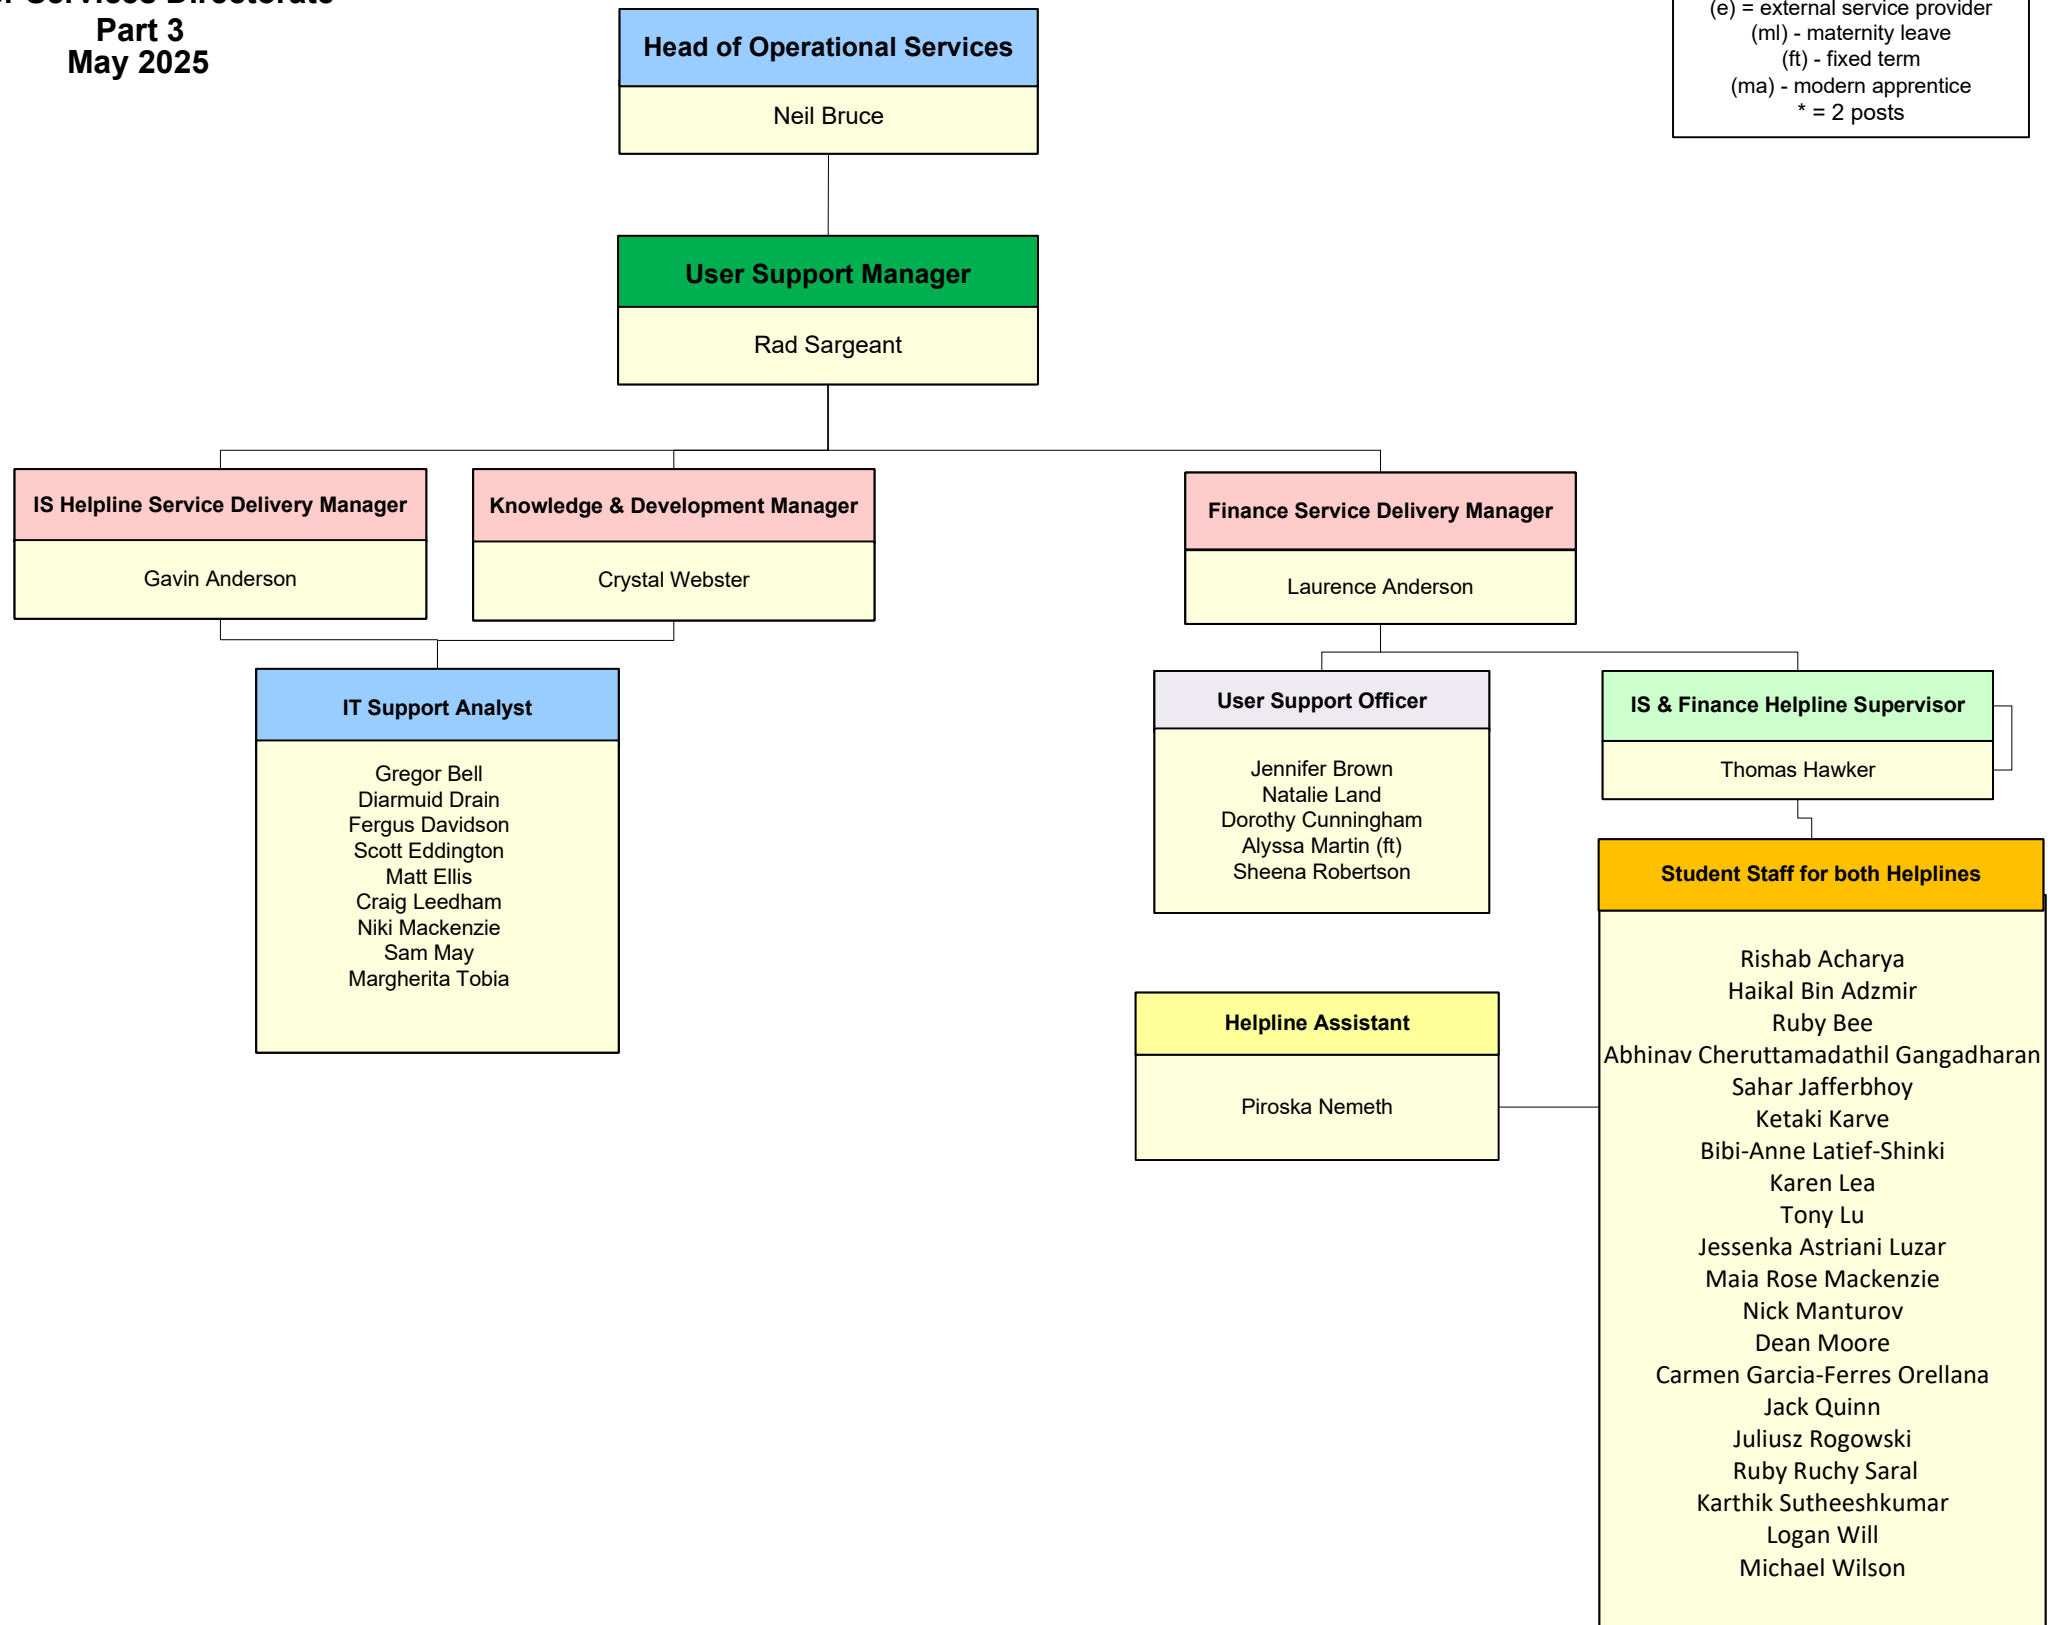 Services Directorate
Part 3
May 2025
(e) = external service provider
(ml) - maternity leave
(ft) - fixed term
(ma) - modern apprentice
* = 2 posts
Head of Operational Services
Neil Bruce
User Support Manager
Rad Sargeant
IS Helpline Service Delivery Manager
Gavin Anderson
Knowledge & Development Manager
Crystal Webster
Finance Service Delivery Manager
Laurence Anderson
IT Support Analyst
Gregor Bell
Diarmuid Drain
Fergus Davidson
Scott Eddington
Matt Ellis
Craig Leedham
Niki Mackenzie
Sam May
Margherita Tobia
User Support Officer
Jennifer Brown
Natalie Land
Dorothy Cunningham
Alyssa Martin (ft)
Sheena Robertson
IS & Finance Helpline Supervisor
Thomas Hawker
Helpline Assistant
Piroska Nemeth
Student Staff for both Helplines
Rishab Acharya
Haikal Bin Adzmir
Ruby Bee
Abhinav Cheruttamadathil Gangadharan
Sahar Jafferbhoy
Ketaki Karve
Bibi-Anne Latief-Shinki
Karen Lea
Tony Lu
Jessenka Astriani Luzar
Maia Rose Mackenzie
Nick Manturov
Dean Moore
Carmen Garcia-Ferres Orellana
Jack Quinn
Juliusz Rogowski
Ruby Ruchy Saral
Karthik Sutheeshkumar
Logan Will
Michael Wilson